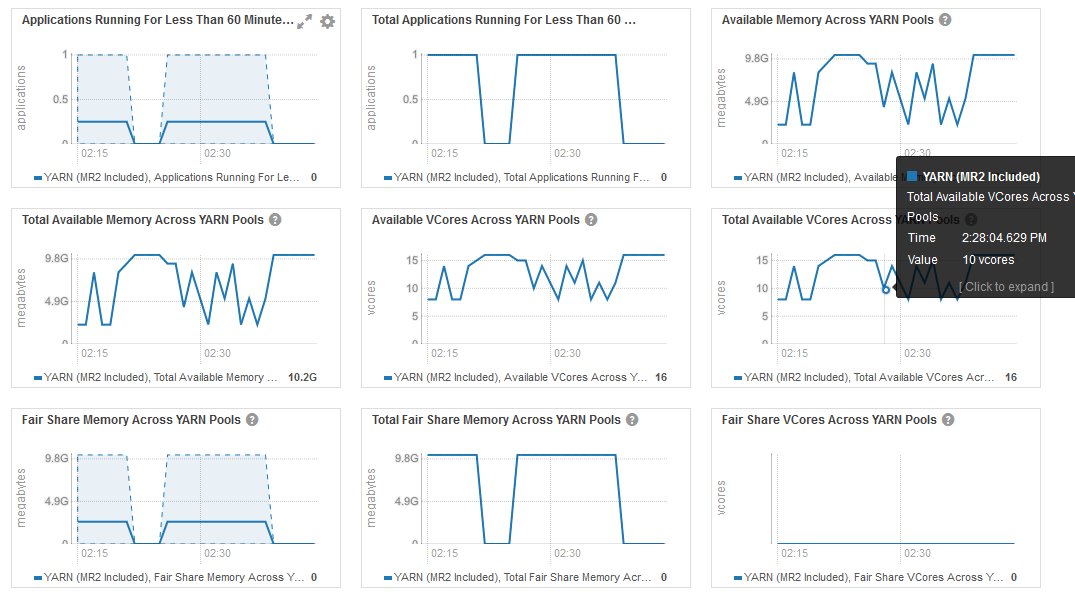 Applications Running For Less Than 60 Minute...
1
0.5
0
applications
02:15
02:30
YARN (MR2 Included), Applications Running For Le... 0
Total Applications Running For Less Than 60 ...
1
0.5
0
applications
02:15
02:30
YARN (MR2 Included), Total Applications Running F... 0
Available Memory Across YARN Pools ?
9.8G
4.9G
0
megabytes
02:15
02:30
YARN (MR2 Included), Available
YARN (MR2 Included)
Total Available VCores Across Y
Pools
Time 2:28:04.629 PM
Value 10 vcores
[ Click to expand ]
Total Available Memory Across YARN Pools ?
9.8G
4.9G
0
megabytes
02:15
02:30
YARN (MR2 Included), Total Available Memory ... 10.2G
Available VCores Across YARN Pools ?
15
10
5
0
vcores
02:15
02:30
YARN (MR2 Included), Available VCores Across Y... 16
Total Available VCores Across YARN Pools ?
15
10
5
0
vcores
02:15
02:30
YARN (MR2 Included), Total Available VCores Acr... 16
Fair Share Memory Across YARN Pools ?
9.8G
4.9G
0
megabytes
02:15
02:30
YARN (MR2 Included), Fair Share Memory Across Y... 0
Total Fair Share Memory Across YARN Pools ?
9.8G
4.9G
0
megabytes
02:15
02:30
YARN (MR2 Included), Total Fair Share Memory Acr... 0
Fair Share VCores Across YARN Pools ?
vcores
02:15
02:30
YARN (MR2 Included), Fair Share VCores Across Y... 0